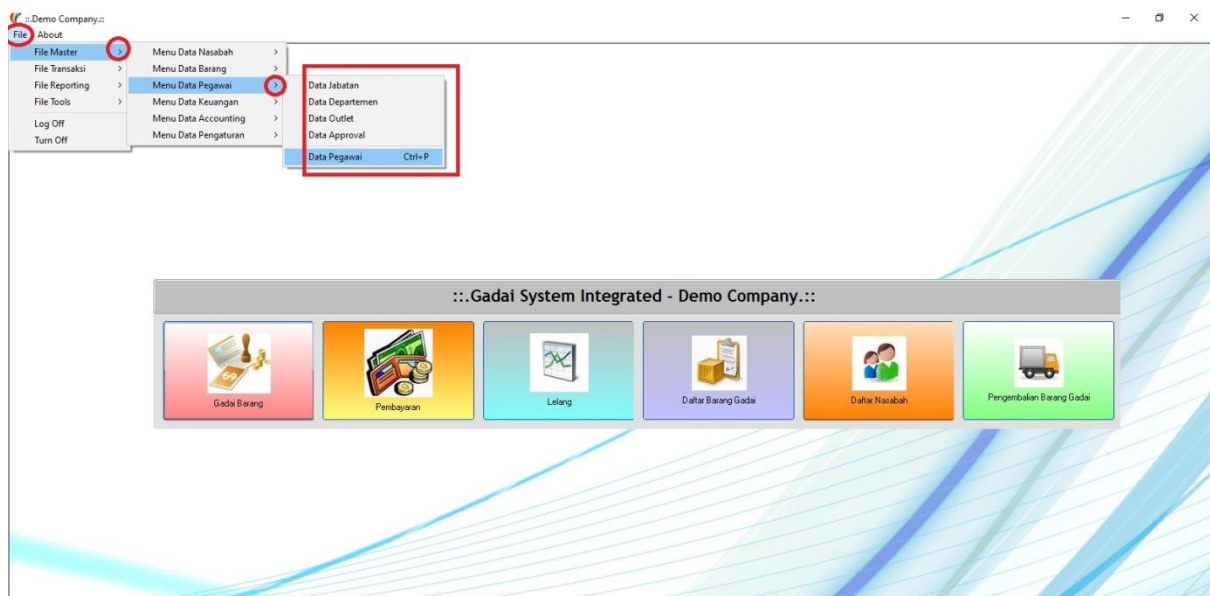 ::.Demo Company.::
File About
File Master
File Transaksi
File Reporting
File Tools
Log Off
Turn Off
Menu Data Nasabah
Menu Data Barang
Menu Data Pegawai
Menu Data Keuangan
Menu Data Accounting
Menu Data Pengaturan
Data Jabatan
Data Departemen
Data Outlet
Data Approval
Data Pegawai Ctrl+P
::.Gadai System Integrated - Demo Company.::
Gadai Barang
Pembayaran
Lelang
Daftar Barang Gadai
Daftar Nasabah
Pengembalian Barang Gadai